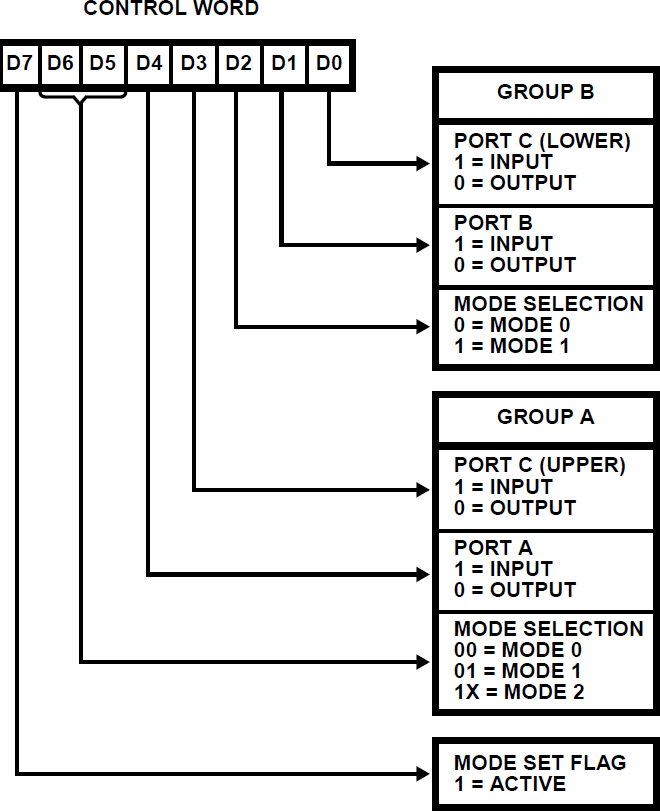 CONTROL WORD
D7 D6 D5 D4 D3 D2 D1 D0
GROUP B
PORT C (LOWER)
1 = INPUT
0 = OUTPUT
PORT B
1 = INPUT
0 = OUTPUT
MODE SELECTION
0 = MODE 0
1 = MODE 1
GROUP A
PORT C (UPPER)
1 = INPUT
0 = OUTPUT
PORT A
1 = INPUT
0 = OUTPUT
MODE SELECTION
00 = MODE 0
01 = MODE 1
1X = MODE 2
MODE SET FLAG
1 = ACTIVE